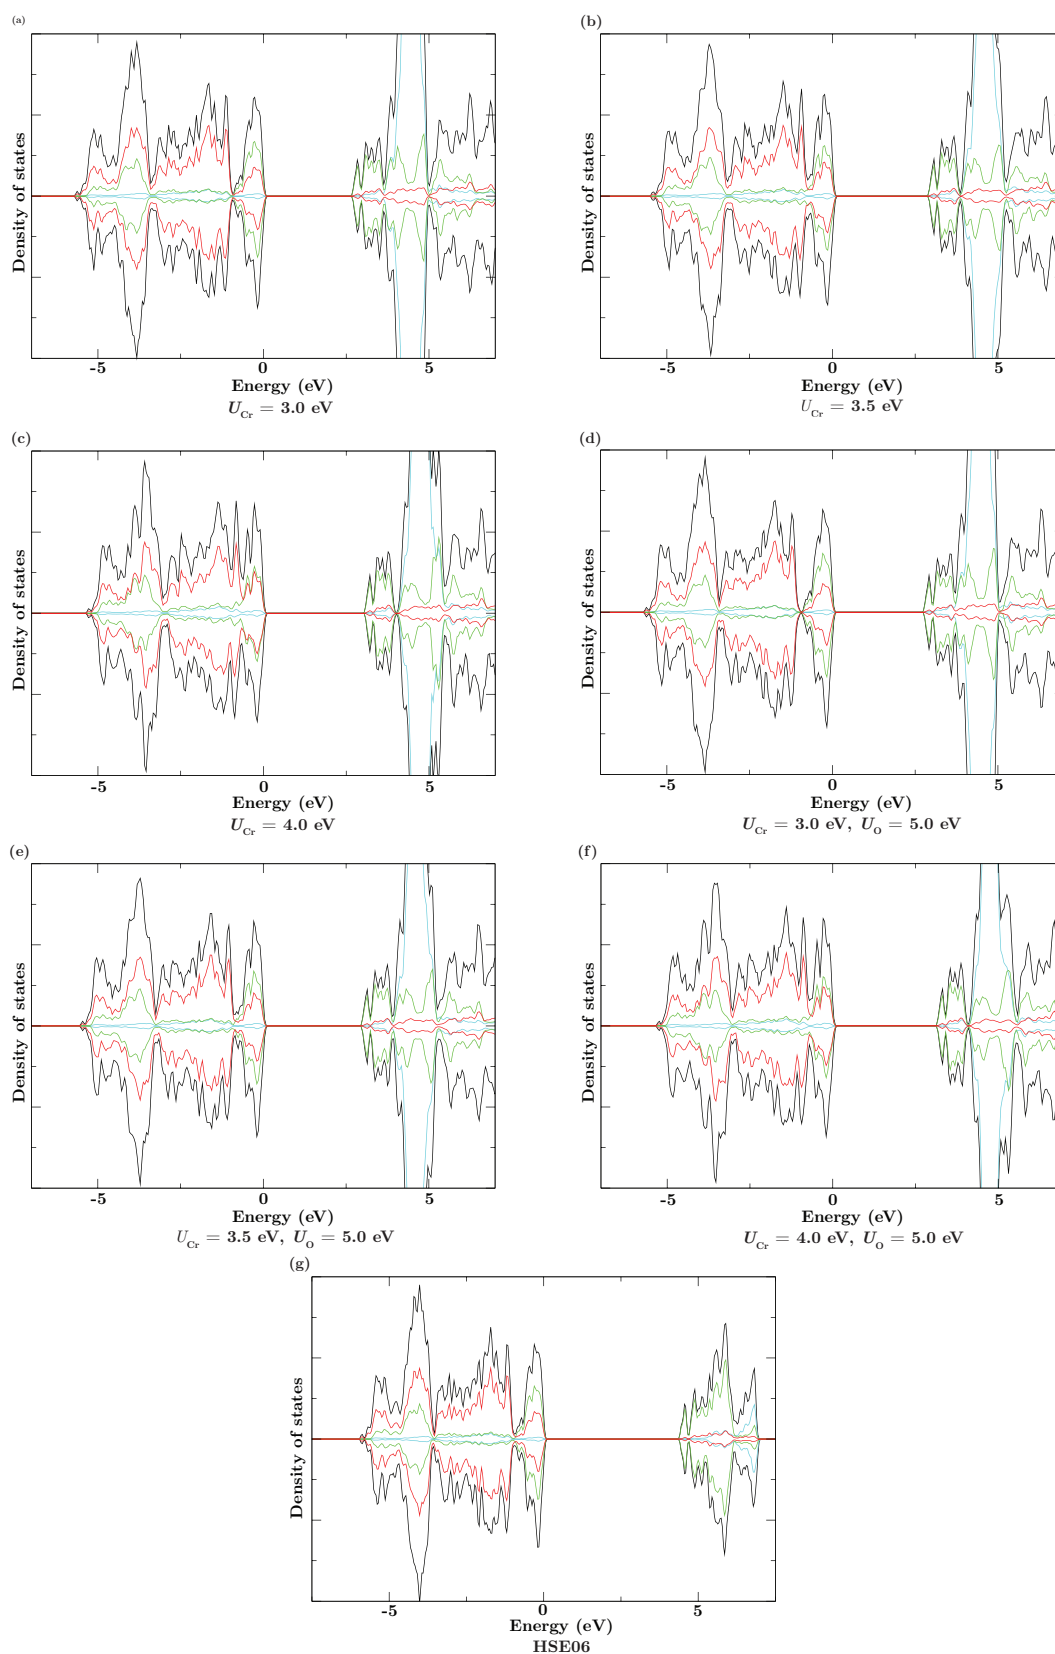 (a)
(b)
Density of states
Density of states
-5 0 5
-5 0 5
Energy (eV)
Energy (eV)
U_Cr = 3.0 eV
U_Cr = 3.5 eV
(c)
(d)
Density of states
Density of states
-5 0 5
-5 0 5
Energy (eV)
Energy (eV)
U_Cr = 4.0 eV
U_Cr = 3.0 eV, U_O = 5.0 eV
(e)
(f)
Density of states
Density of states
-5 0 5
-5 0 5
Energy (eV)
Energy (eV)
U_Cr = 3.5 eV, U_O = 5.0 eV
U_Cr = 4.0 eV, U_O = 5.0 eV
(g)
Density of states
-5 0 5
Energy (eV)
HSE06